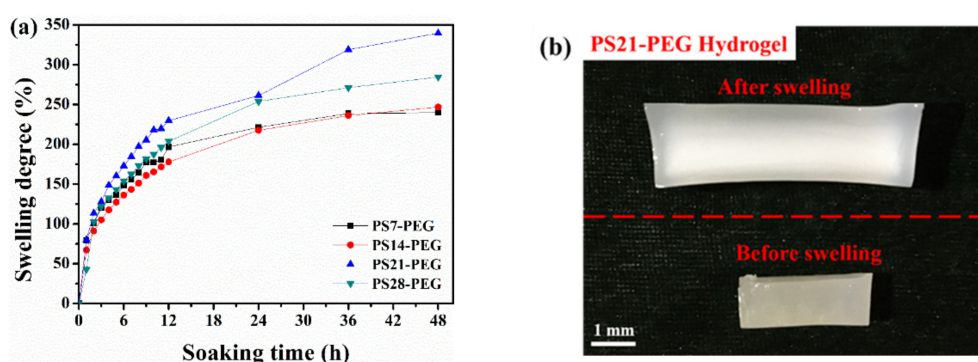 (a)
350
300
250
200
150
100
50
0
Swelling degree (%)
PS7-PEG
PS14-PEG
PS21-PEG
PS28-PEG
0 6 12 18 24 30 36 42 48
Soaking time (h)
(b)
PS21-PEG Hydrogel
After swelling
Before swelling
1 mm